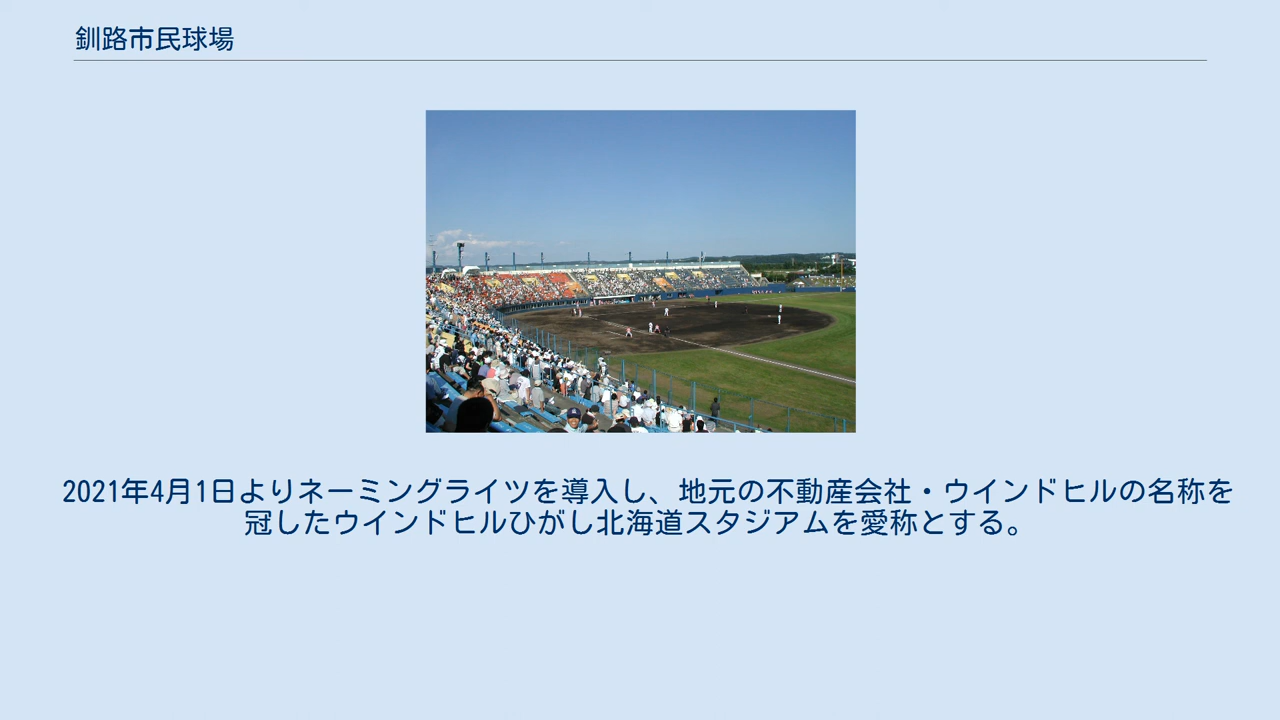 釧路市民球場
2021年4月1日よりネーミングライツを導入し、地元の不動産会社・ウインドヒルの名称を
冠したウインドヒルひがし北海道スタジアムを愛称とする。